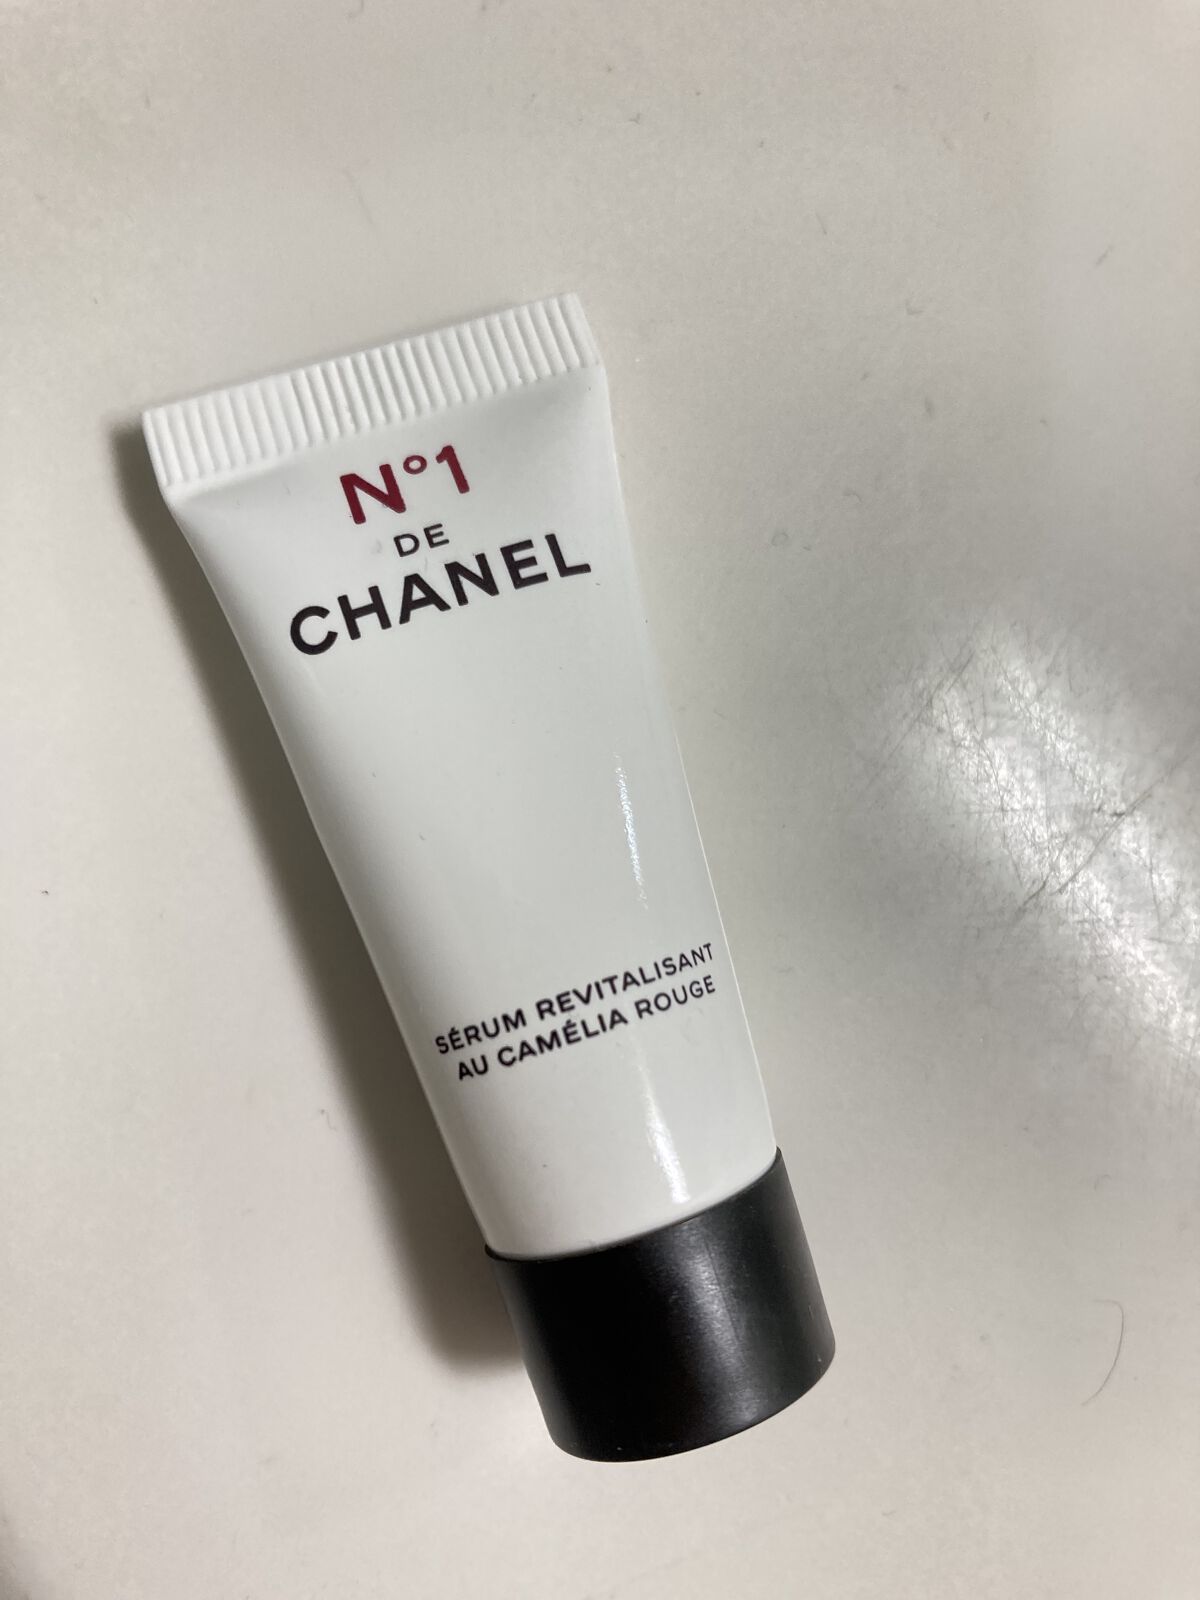 N°1
DE
CHANEL
SÉRUM REVITALISANT
AU CAMÉLIA ROUGE